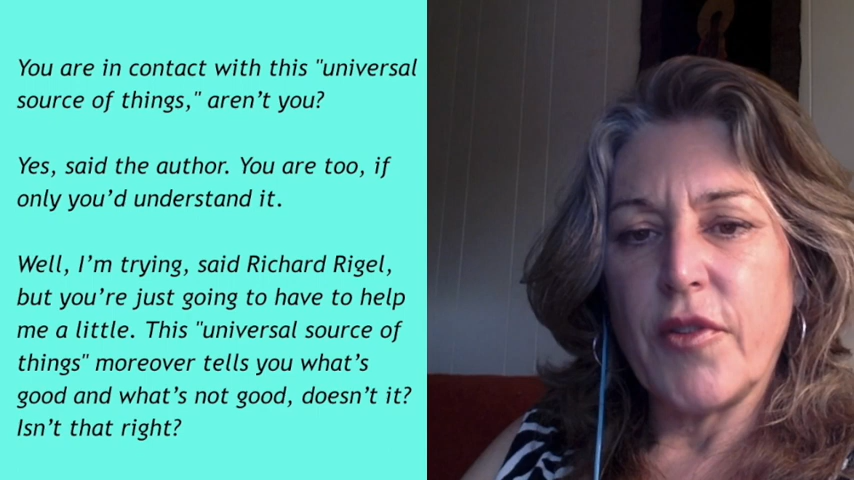 You are in contact with this "universal
source of things," aren't you?
Yes, said the author. You are too, if
only you'd understand it.
Well, I'm trying, said Richard Rigel,
but you're just going to have to help
me a little. This "universal source of
things" moreover tells you what's
good and what's not good, doesn't it?
Isn't that right?